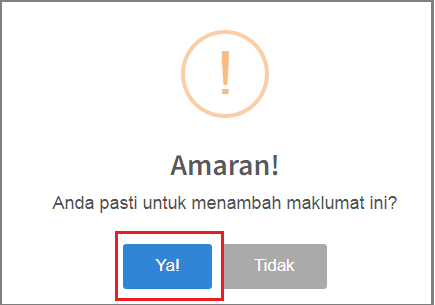 !
Amaran!
Anda pasti untuk menambah maklumat ini?
Ya!
Tidak